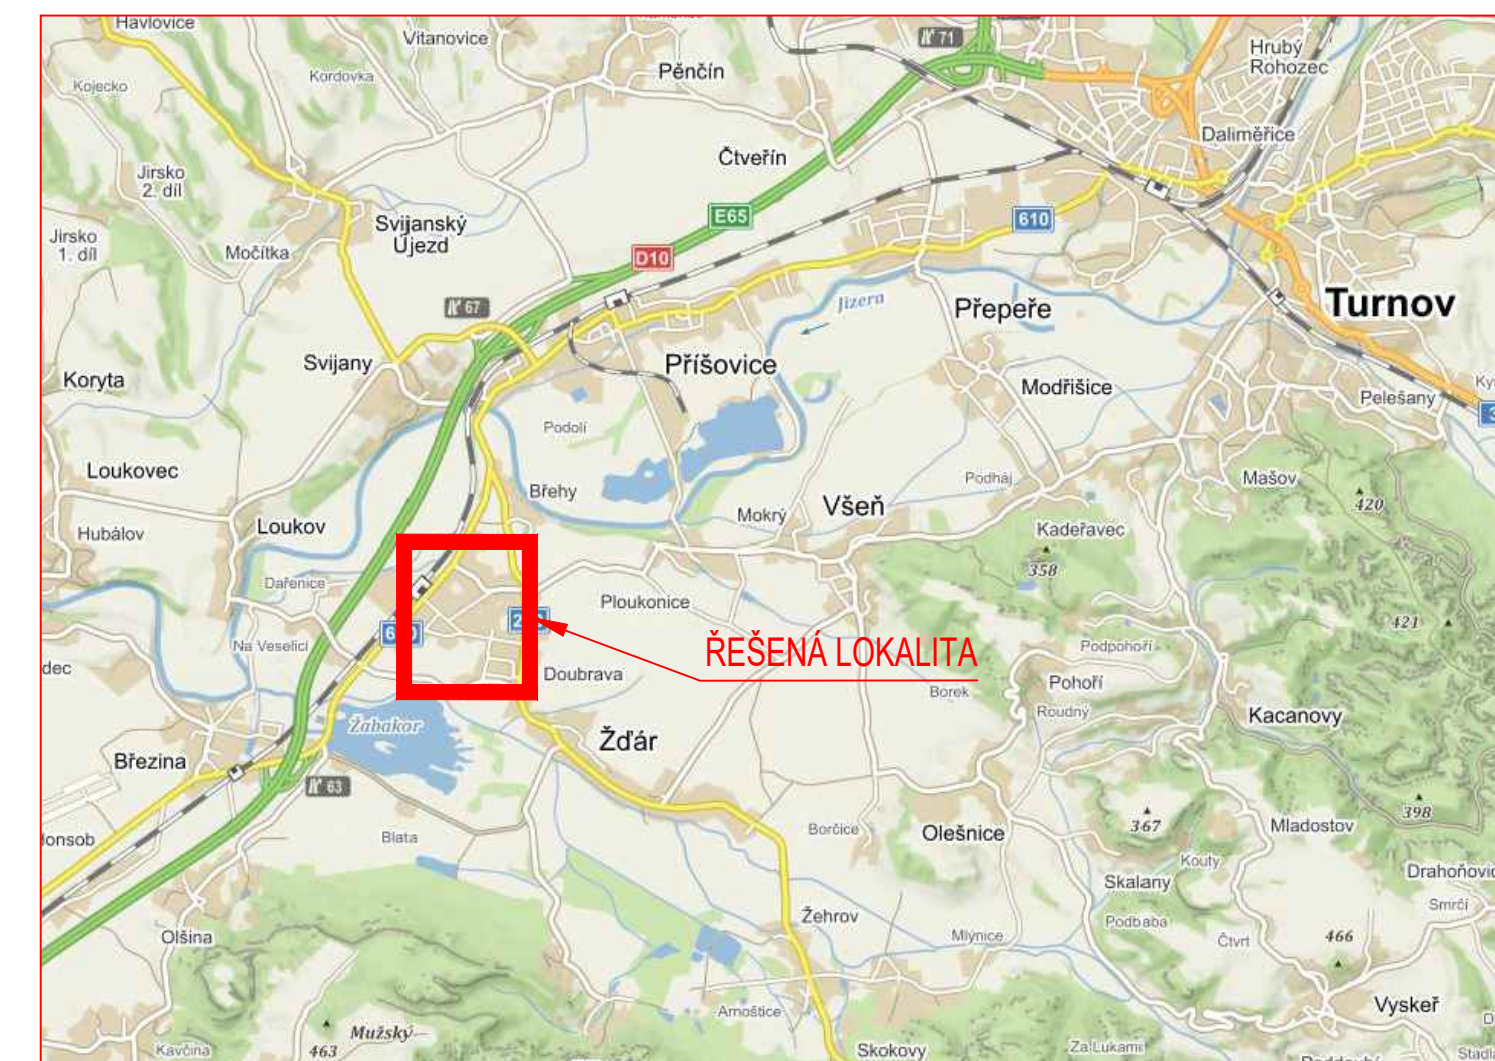 Havlovice
Vitanovice
71
Hrubý
Rohozec
Kojecko
Kordovka
Pěnčín
Daliměřice
Čtveřín
Jirsko
2. díl
Svijanský
Újezd
E65
610
Jirsko
1. díl
Močítka
D10
67
Jizera
Přepeře
Turnov
Svijany
Příšovice
Koryta
Modřišice
Pelešany
Podolí
Loukovec
Břehy
Podháj
Mašov
Hubálov
Loukov
Mokrý
Všeň
Kadeřavec
420
358
Dařenice
Ploukonice
421
Na Veselici
ŘEŠENÁ LOKALITA
Podpohoří
Doubrava
Borek
Pohoří
Roudný
Kacanovy
Žabakor
Žďár
Březina
63
398
367
Mladostov
Blata
Borčice
Olešnice
Kouty
Skalany
Smrčí
Žehrov
Podbaba
Olšina
Mlýnice
Čtvrt
466
Amoštice
Vyskeř
Mužský
463
Kavčina
Skokovy
Za Lukami